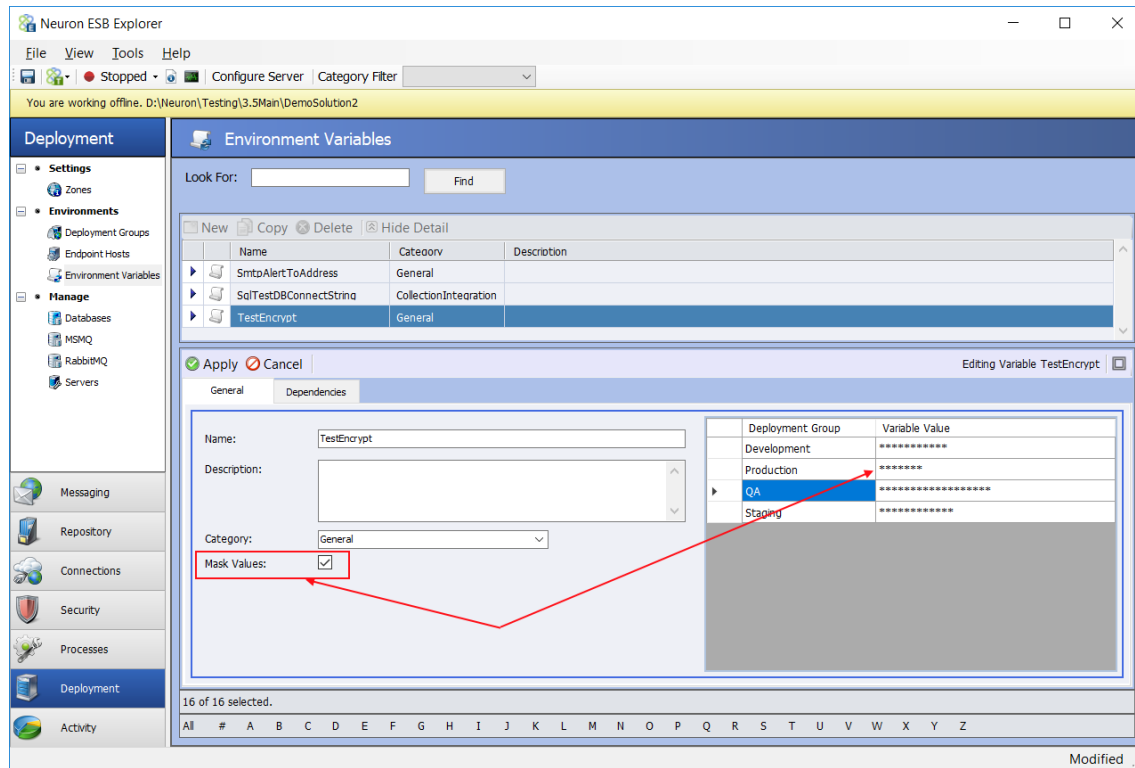 Neuron ESB Explorer
File View Tools Help
Stopped Configure Server Category Filter
You are working offline. D:\Neuron\Testing\3.5Main\DemoSolution2
Deployment
Settings
Zones
Environments
Deployment Groups
Endpoint Hosts
Environment Variables
Manage
Databases
MSMQ
RabbitMQ
Servers
Messaging
Repository
Connections
Security
Processes
Deployment
Activity
Environment Variables
Look For: Find
New Copy Delete Hide Detail
Name Category Description
SmtpAlertToAddress General
SqlTestDBConnectString CollectionIntegration
TestEncrypt General
Apply Cancel Editing Variable TestEncrypt
General Dependencies
Name: TestEncrypt
Description:
Category: General
Mask Values:
Deployment Group Variable Value
Development ***********
Production *******
QA ******************
Staging ************
16 of 16 selected.
All # A B C D E F G H I J K L M N O P Q R S T U V W X Y Z
Modified